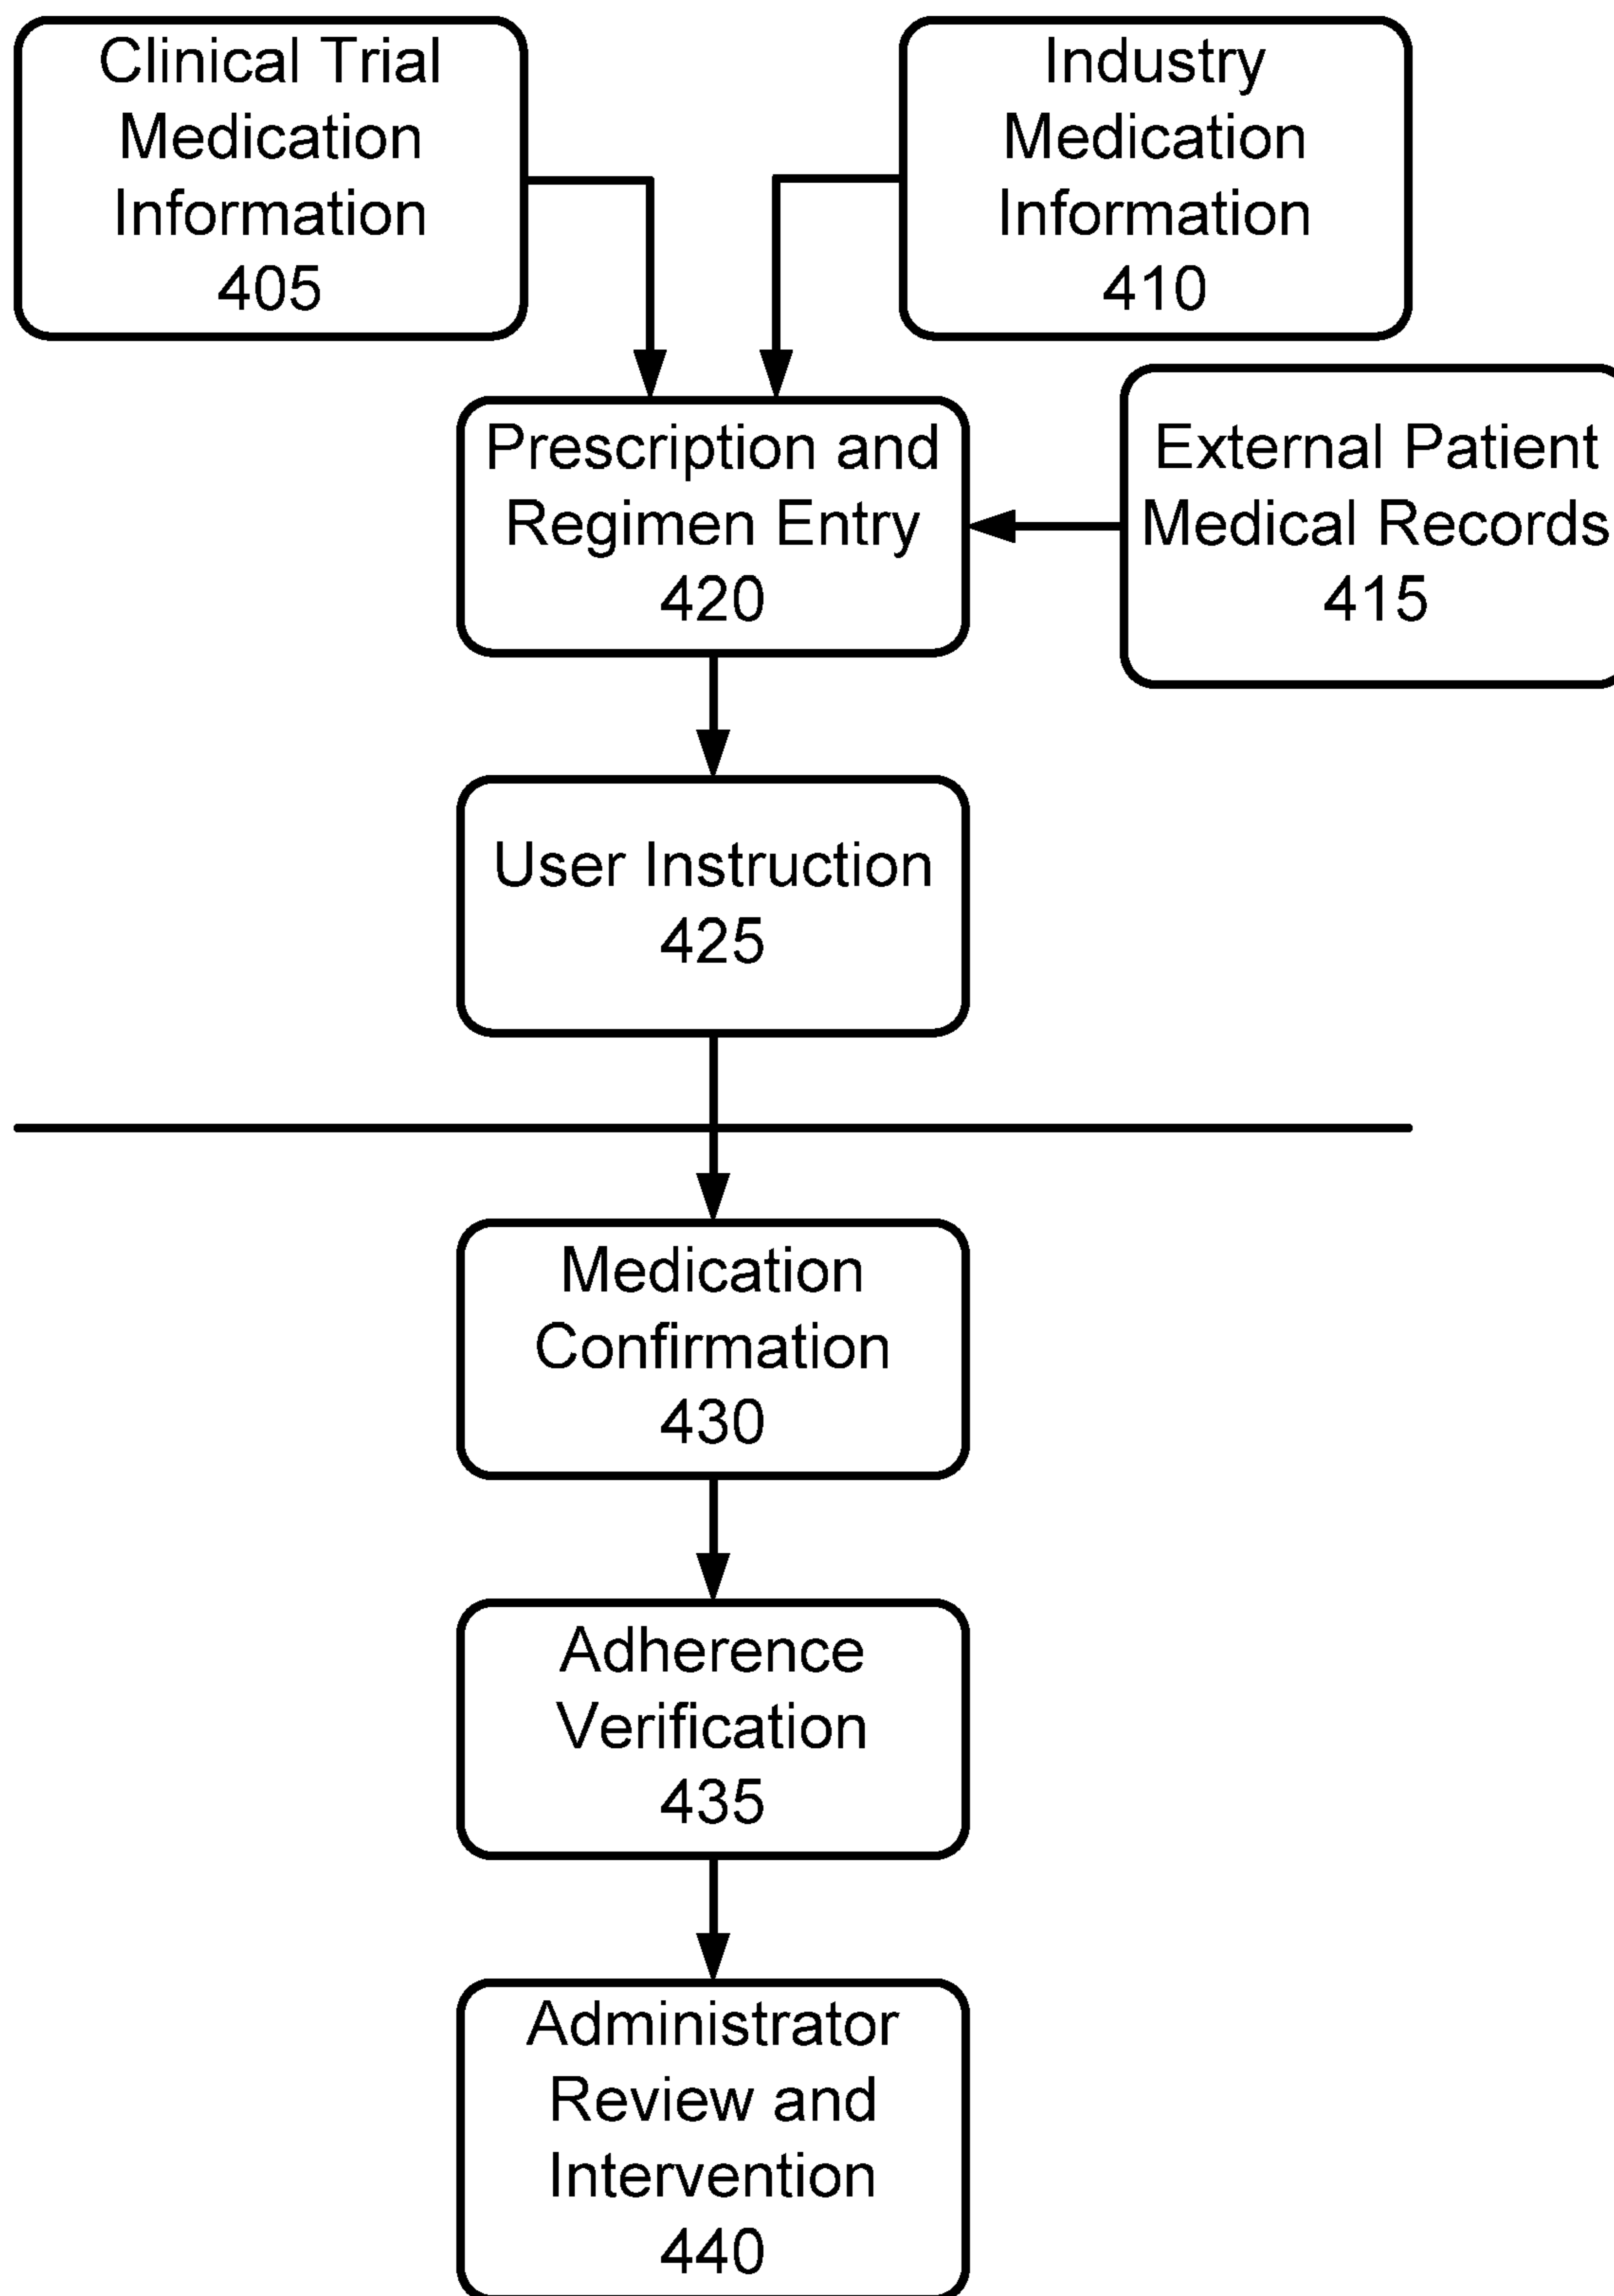 Clinical Trial
Medication
Information
405
Industry
Medication
Information
410
Prescription and
Regimen Entry
420
External Patient
Medical Records
415
User Instruction
425
Medication
Confirmation
430
Adherence
Verification
435
Administrator
Review and
Intervention
440